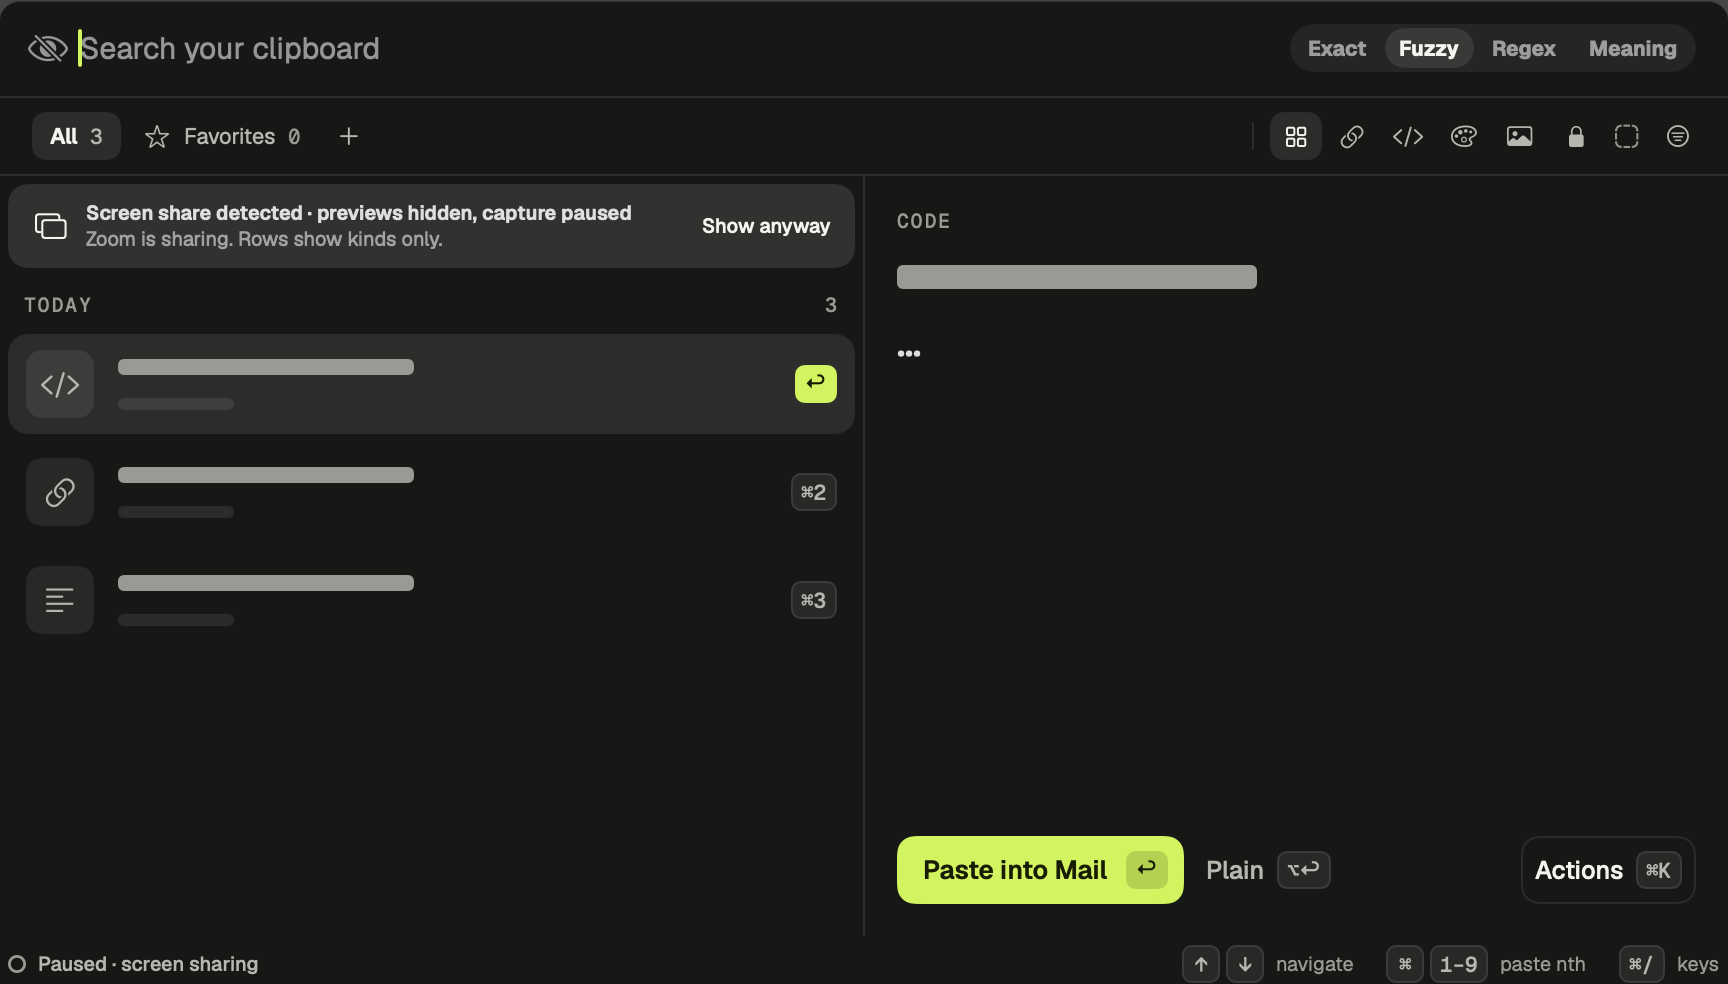 Search your clipboard
Exact Fuzzy Regex Meaning
All 3 Favorites 0 +
Screen share detected · previews hidden, capture paused
Zoom is sharing. Rows show kinds only.
Show anyway
TODAY 3
</> ↩
⌘2
⌘3
CODE
•••
Paste into Mail ↩ Plain ⌥↩ Actions ⌘K
Paused · screen sharing
↑ ↓ navigate ⌘ 1–9 paste nth ⌘/ keys